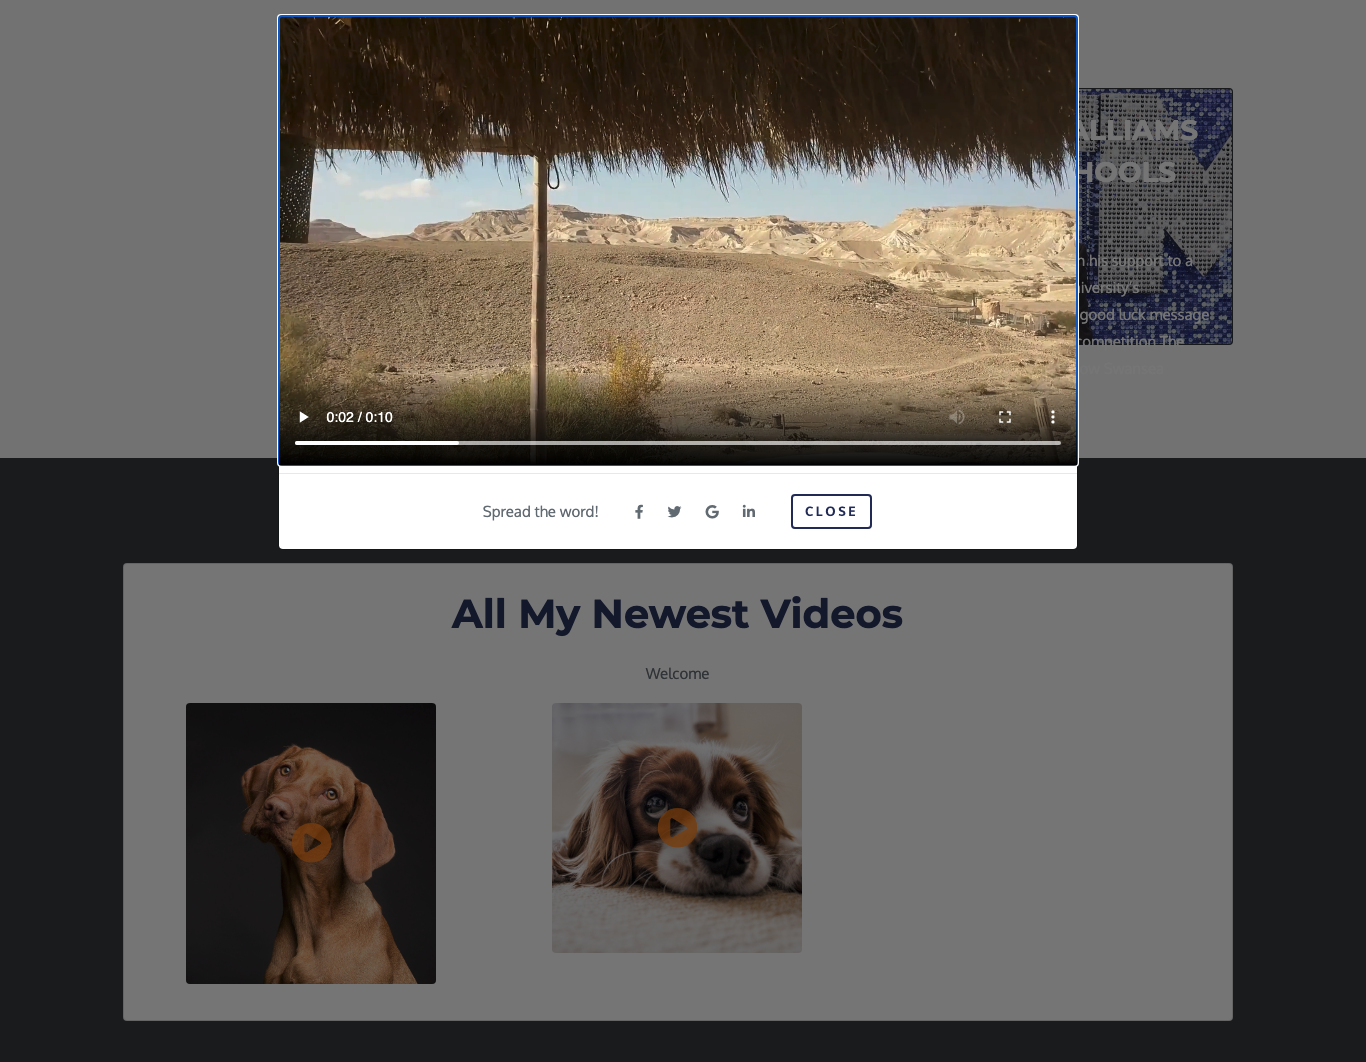 ALLIAMS
HOOLS
n his support to a
iversity's
good luck message
competition The
0:02 / 0:10
Spread the word!
CLOSE
All My Newest Videos
Welcome